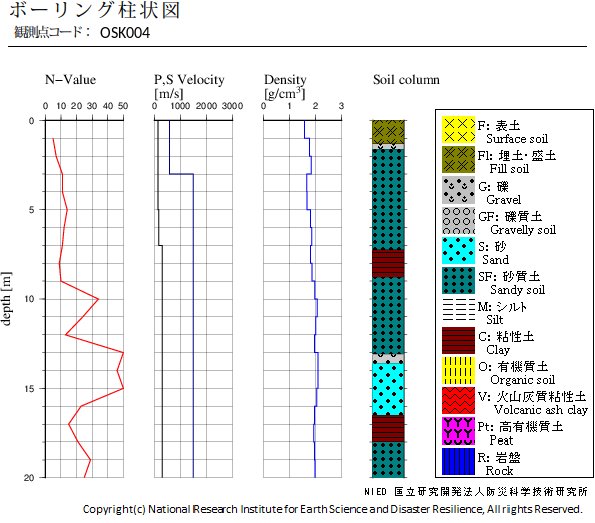 ボーリング柱状図
観測点コード： OSK004
N−Value
P,S Velocity
[m/s]
Density
[g/cm3]
Soil column
0 10 20 30 40 50
0 1000 2000 3000
0 1 2 3
0
5
10
15
20
depth [m]
F: 表土
Surface soil
Fl: 埋土・盛土
Fill soil
G: 礫
Gravel
GF: 礫質土
Gravelly soil
S: 砂
Sand
SF: 砂質土
Sandy soil
M: シルト
Silt
C: 粘性土
Clay
O: 有機質土
Organic soil
V: 火山灰質粘性土
Volcanic ash clay
Pt: 高有機質土
Peat
R: 岩盤
Rock
NIED 国立研究開発法人防災科学技術研究所
Copyright(c) National Research Institute for Earth Science and Disaster Resilience, All rights Reserved.